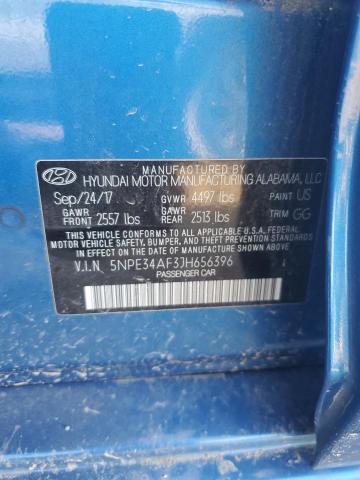 MANUFACTURED BY
HYUNDAI MOTOR MANUFACTURING ALABAMA, LLC
Sep/24/17 GVWR 4497 lbs PAINT US
GAWR FRONT 2557 lbs GAWR REAR 2513 lbs TRIM GG
THIS VEHICLE CONFORMS TO ALL APPLICABLE FEDERAL
MOTOR VEHICLE SAFETY, BUMPER, AND THEFT PREVENTION
STANDARDS IN EFFECT ON THE DATE OF MANUFACTURE
SHOWN ABOVE.
V.I.N. 5NPE34AF3JH656396
PASSENGER CAR